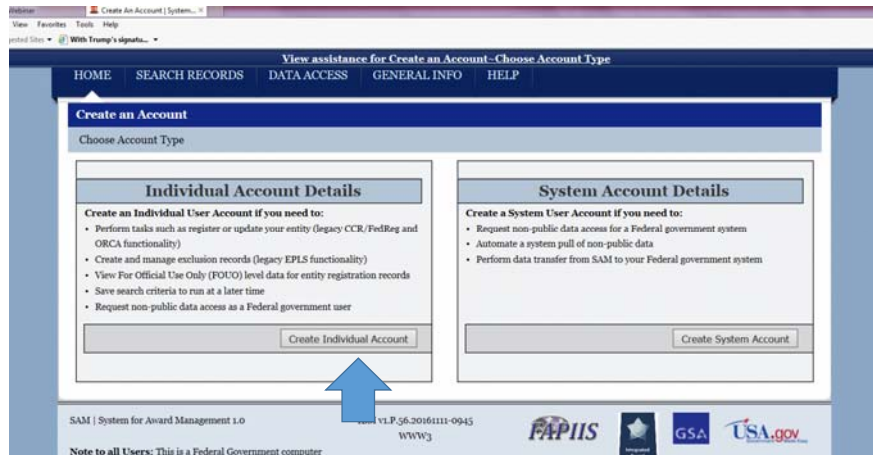 Webinar
Create An Account | System... ×
View Favorites Tools Help
With Trump's signatu...
View assistance for Create an Account~Choose Account Type
HOME SEARCH RECORDS DATA ACCESS GENERAL INFO HELP
Create an Account
Choose Account Type
Individual Account Details
Create an Individual User Account if you need to:
• Perform tasks such as register or update your entity (legacy CCR/FedReg and
ORCA functionality)
• Create and manage exclusion records (legacy EPLS functionality)
• View For Official Use Only (FOUO) level data for entity registration records
• Save search criteria to run at a later time
• Request non-public data access as a Federal government user
Create Individual Account
System Account Details
Create a System User Account if you need to:
• Request non-public data access for a Federal government system
• Automate a system pull of non-public data
• Perform data transfer from SAM to your Federal government system
Create System Account
SAM | System for Award Management 1.0
v1.P.56.20161111-0945
WWW3
Note to all Users: This is a Federal Government computer
FAPIIS
GSA
USA.gov